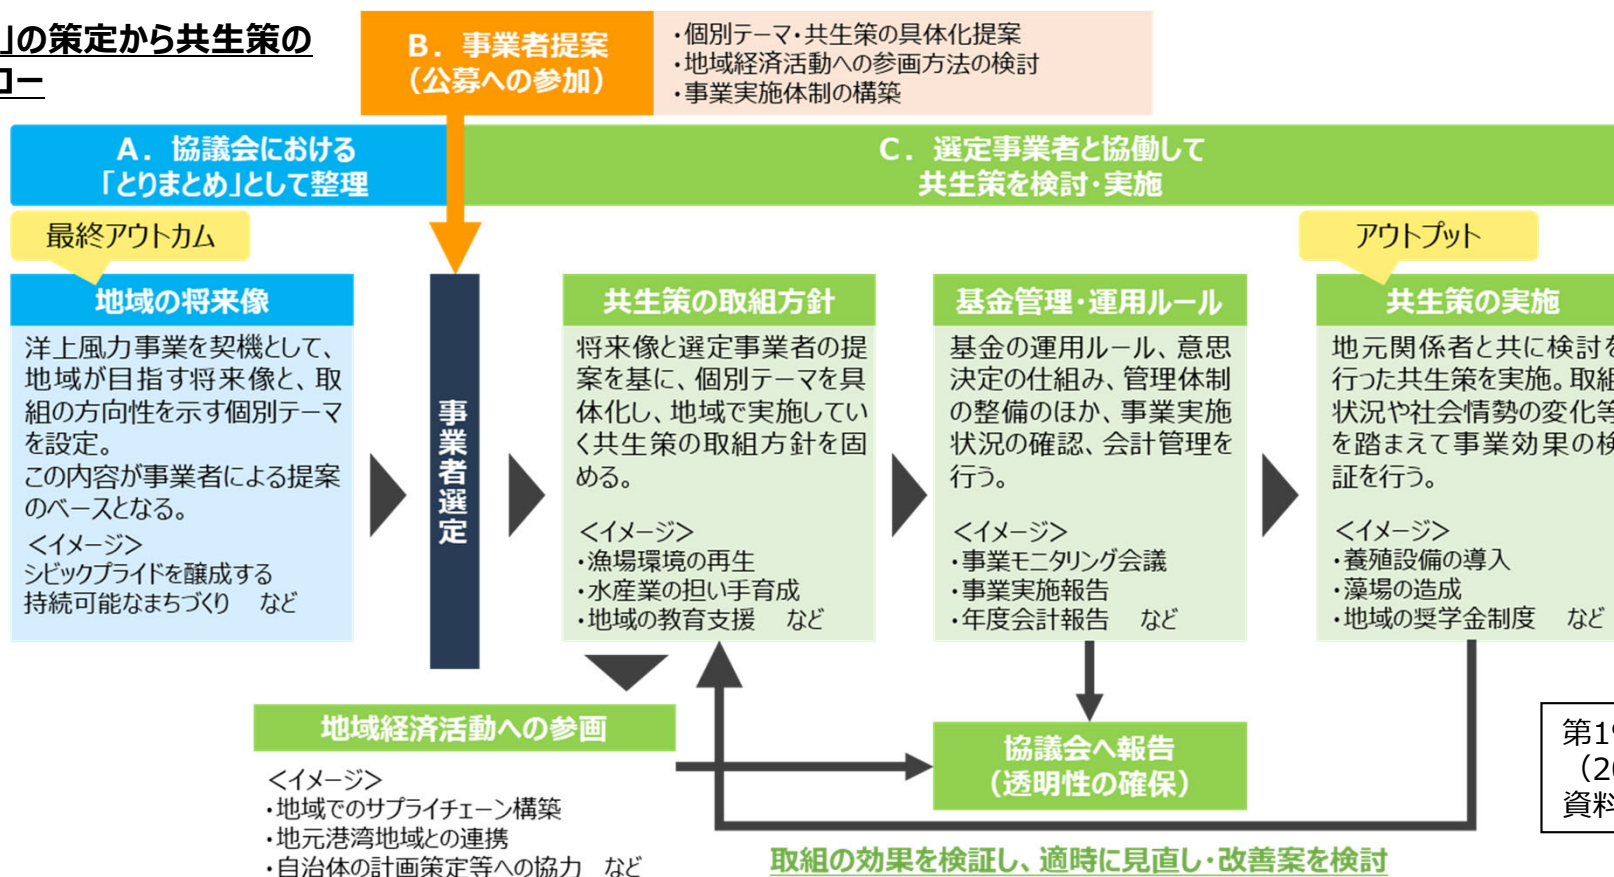 」の策定から共生策の
ロー
B．事業者提案
（公募への参加）
・個別テーマ・共生策の具体化提案
・地域経済活動への参画方法の検討
・事業実施体制の構築
A．協議会における
「とりまとめ」として整理
C．選定事業者と協働して
共生策を検討・実施
最終アウトカム
アウトプット
地域の将来像
洋上風力事業を契機として、
地域が目指す将来像と、取
組の方向性を示す個別テーマ
を設定。
この内容が事業者による提案
のベースとなる。
＜イメージ＞
シビックプライドを醸成する
持続可能なまちづくり　など
事業者選定
共生策の取組方針
将来像と選定事業者の提
案を基に、個別テーマを具
体化し、地域で実施してい
く共生策の取組方針を固
める。
＜イメージ＞
・漁場環境の再生
・水産業の担い手育成
・地域の教育支援　など
基金管理・運用ルール
基金の運用ルール、意思
決定の仕組み、管理体制
の整備のほか、事業実施
状況の確認、会計管理を
行う。
＜イメージ＞
・事業モニタリング会議
・事業実施報告
・年度会計報告　など
共生策の実施
地元関係者と共に検討を
行った共生策を実施。取組
状況や社会情勢の変化等
を踏まえて事業効果の検
証を行う。
＜イメージ＞
・養殖設備の導入
・藻場の造成
・地域の奨学金制度　など
地域経済活動への参画
＜イメージ＞
・地域でのサプライチェーン構築
・地元港湾地域との連携
・自治体の計画策定等への協力　など
協議会へ報告
（透明性の確保）
取組の効果を検証し、適時に見直し・改善案を検討
第19
（20
資料